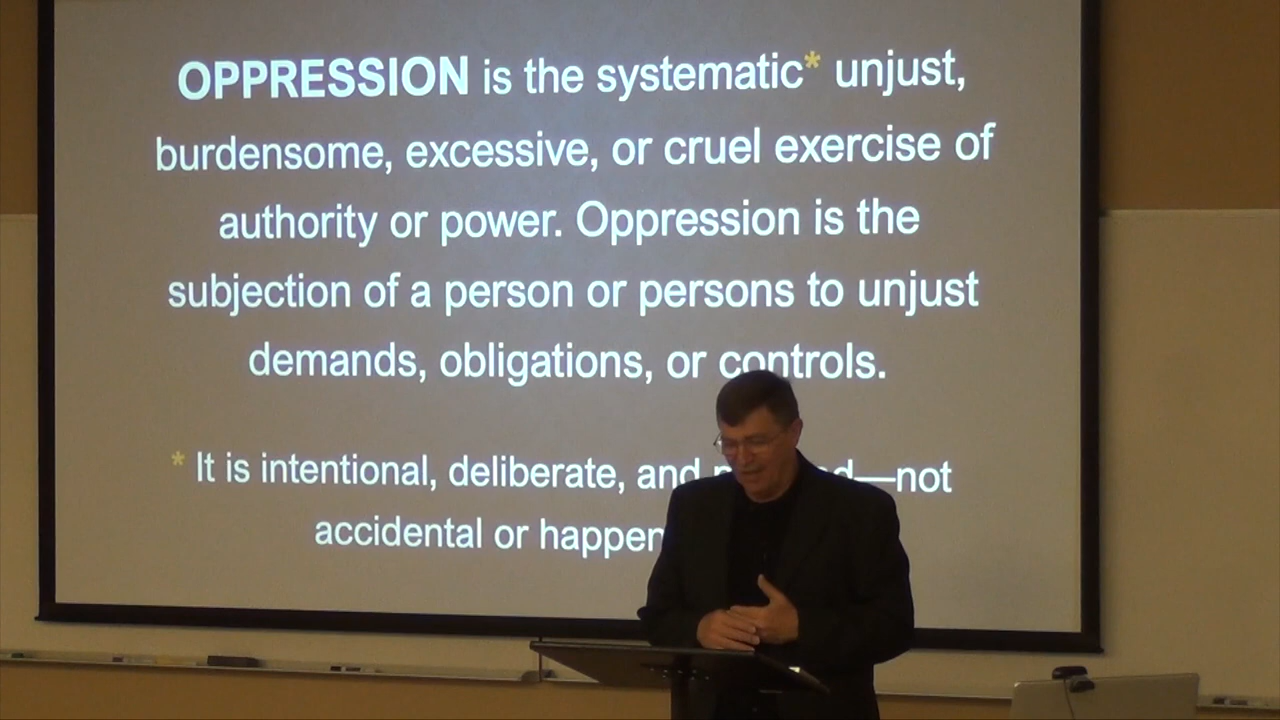 OPPRESSION is the systematic* unjust,
burdensome, excessive, or cruel exercise of
authority or power. Oppression is the
subjection of a person or persons to unjust
demands, obligations, or controls.
* It is intentional, deliberate, and —not
accidental or happen